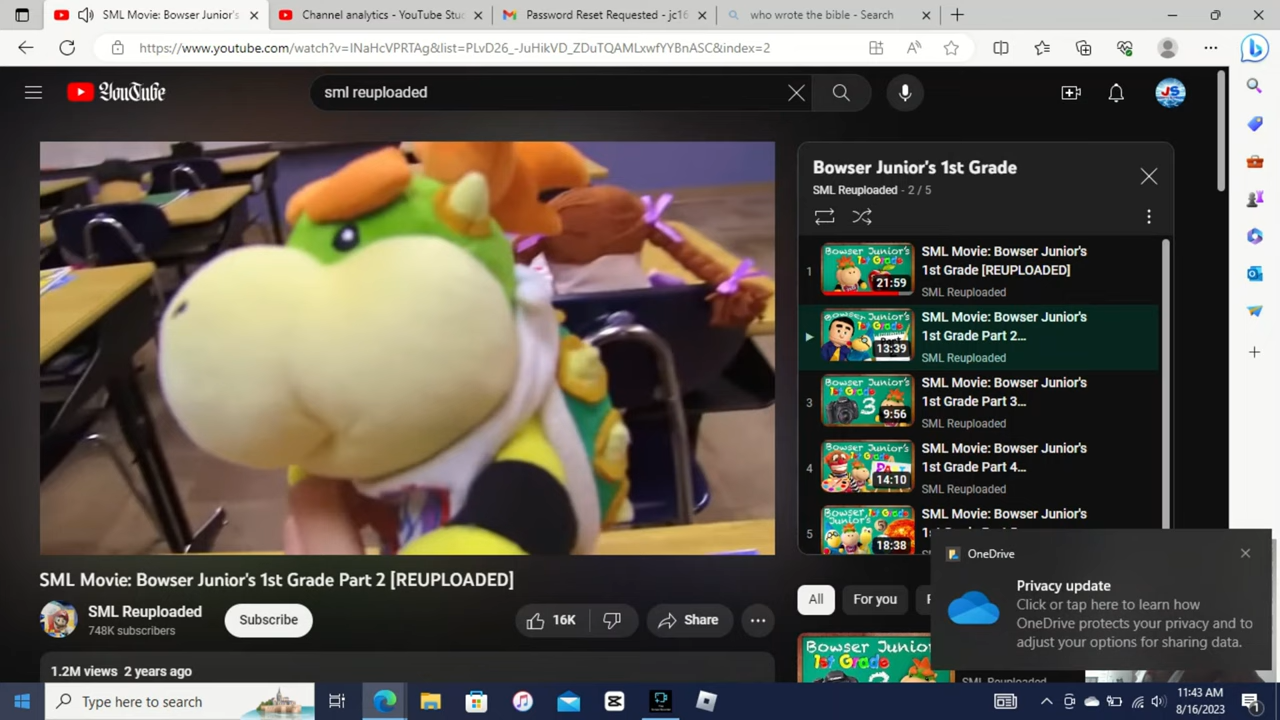 SML Movie: Bowser Junior's
Channel analytics - YouTube Stu
Password Reset Requested - jc16
who wrote the bible - Search
https://www.youtube.com/watch?v=lNaHcVPRTAg&list=PLvD26_-JuHikVD_ZDuTQAMLxwfYYBnASC&index=2
YouTube
sml reuploaded
JS
Bowser Junior's 1st Grade
SML Reuploaded - 2 / 5
1
21:59
SML Movie: Bowser Junior's
1st Grade [REUPLOADED]
SML Reuploaded
13:39
SML Movie: Bowser Junior's
1st Grade Part 2...
SML Reuploaded
3
9:56
SML Movie: Bowser Junior's
1st Grade Part 3...
SML Reuploaded
4
14:10
SML Movie: Bowser Junior's
1st Grade Part 4...
SML Reuploaded
5
18:38
SML Movie: Bowser Junior's
SML Movie: Bowser Junior's 1st Grade Part 2 [REUPLOADED]
SML Reuploaded
748K subscribers
Subscribe
16K
Share
All
For you
1.2M views 2 years ago
OneDrive
Privacy update
Click or tap here to learn how
OneDrive protects your privacy and to
adjust your options for sharing data.
Type here to search
11:43 AM
8/16/2023
1